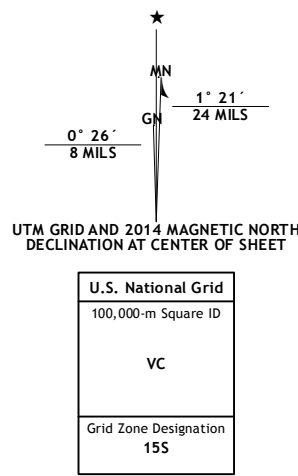 ★
MN
1° 21´
24 MILS
GN
0° 26´
8 MILS
UTM GRID AND 2014 MAGNETIC NORTH
DECLINATION AT CENTER OF SHEET
U.S. National Grid
100,000-m Square ID
VC
Grid Zone Designation
15S